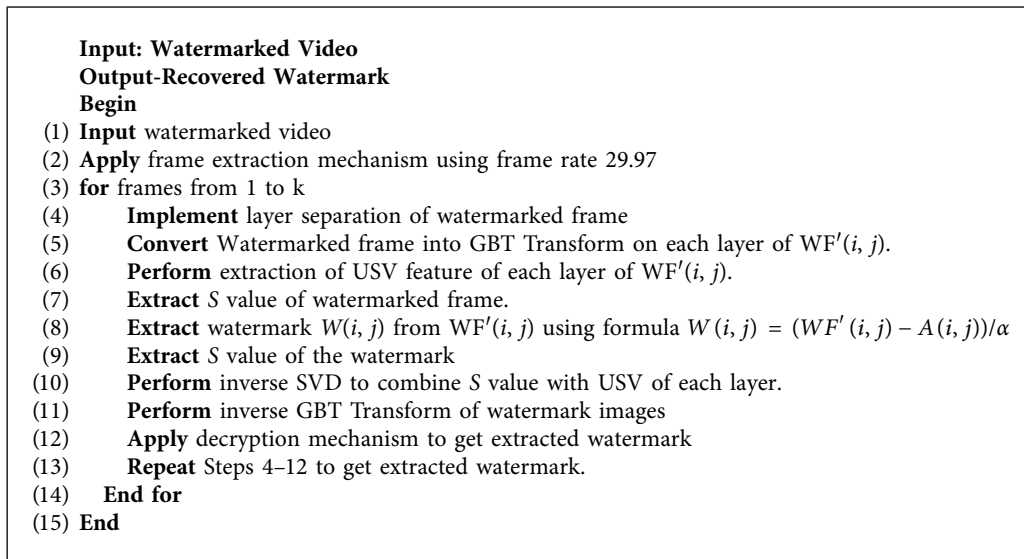 Input: Watermarked Video
Output-Recovered Watermark
Begin
(1) Input watermarked video
(2) Apply frame extraction mechanism using frame rate 29.97
(3) for frames from 1 to k
(4) Implement layer separation of watermarked frame
(5) Convert Watermarked frame into GBT Transform on each layer of WF′(i, j).
(6) Perform extraction of USV feature of each layer of WF′(i, j).
(7) Extract S value of watermarked frame.
(8) Extract watermark W(i, j) from WF′(i, j) using formula W (i, j) = (WF′ (i, j) − A (i, j))/α
(9) Extract S value of the watermark
(10) Perform inverse SVD to combine S value with USV of each layer.
(11) Perform inverse GBT Transform of watermark images
(12) Apply decryption mechanism to get extracted watermark
(13) Repeat Steps 4–12 to get extracted watermark.
(14) End for
(15) End